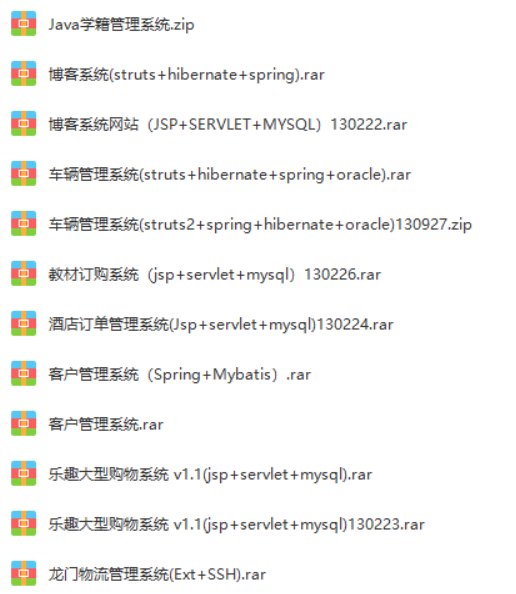 Java学籍管理系统.zip
博客系统(struts+hibernate+spring).rar
博客系统网站（JSP+SERVLET+MYSQL）130222.rar
车辆管理系统(struts+hibernate+spring+oracle).rar
车辆管理系统(struts2+spring+hibernate+oracle)130927.zip
教材订购系统（jsp+servlet+mysql）130226.rar
酒店订单管理系统(Jsp+servlet+mysql)130224.rar
客户管理系统（Spring+Mybatis）.rar
客户管理系统.rar
乐趣大型购物系统 v1.1(jsp+servlet+mysql).rar
乐趣大型购物系统 v1.1(jsp+servlet+mysql)130223.rar
龙门物流管理系统(Ext+SSH).rar